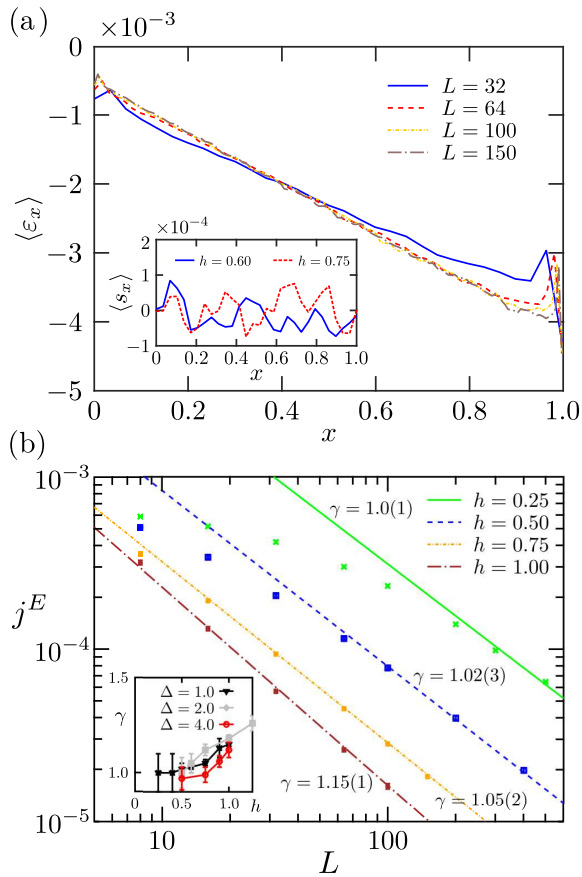 (a)
×10⁻³
0
−1
−2
−3
−4
−5
⟨εₓ⟩
L = 32
L = 64
L = 100
L = 150
×10⁻⁴
2
1
0
−1
⟨sₓ⟩
h = 0.60
h = 0.75
0 0.2 0.4 0.6 0.8 1.0
x
0 0.2 0.4 0.6 0.8 1.0
x
(b)
10⁻³
10⁻⁴
10⁻⁵
jᴱ
γ = 1.0(1)
h = 0.25
h = 0.50
h = 0.75
h = 1.00
γ = 1.02(3)
γ = 1.15(1)
γ = 1.05(2)
1.5
γ
1.0
Δ = 1.0
Δ = 2.0
Δ = 4.0
0 0.5 1.0 h
10 100
L